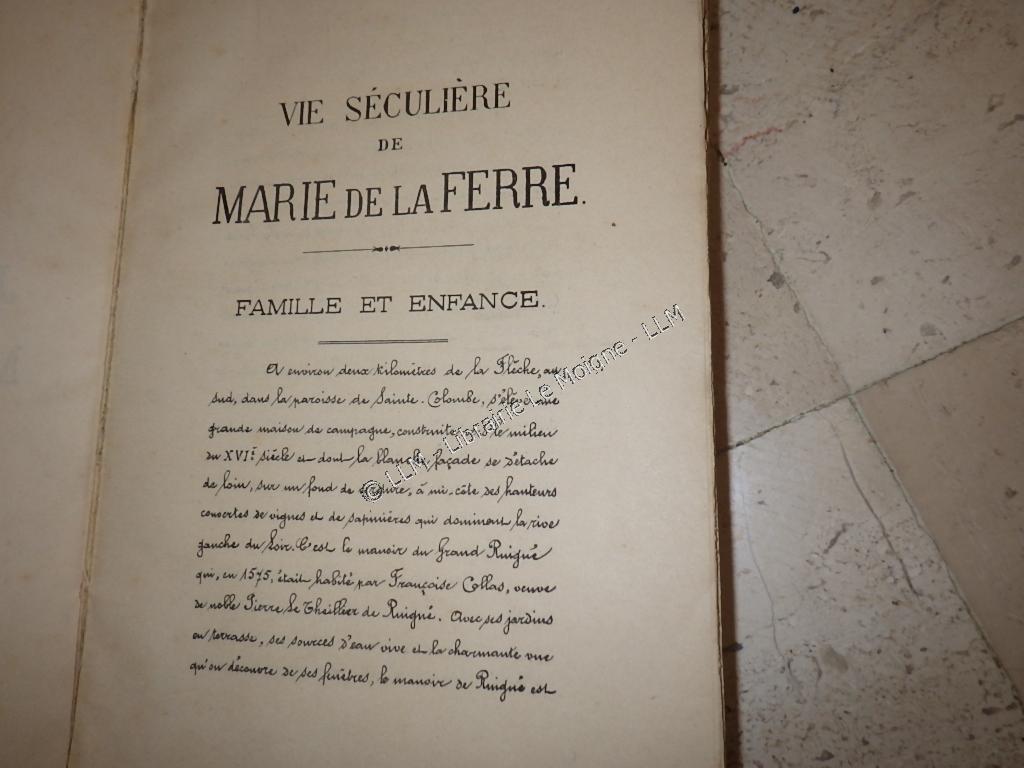 VIE SÉCULIÈRE
DE
MARIE DE LA FERRE.
FAMILLE ET ENFANCE.
A environ deux kilomètres de la Flèche, au
sud, dans la paroisse de Sainte-Colombe, s'élève une
grande maison de campagne, construite le milieu
du XVIᵉ siècle et dont la blanche façade se détache
de loin, sur un fond de verdure, à mi-côte des hauteurs
couvertes de vignes et de sapinières qui dominent la rive
gauche du Loir. C'est le manoir du Grand Ruigné
qui, en 1575, était habité par Françoise Collas, veuve
de noble Pierre Le Theillier de Ruigné. Avec ses jardins
en terrasse, ses sources d'eau vive et la charmante vue
qu'on découvre de ses fenêtres, le manoir de Ruigné est
© LLM - Librairie Le Moigne - LLM